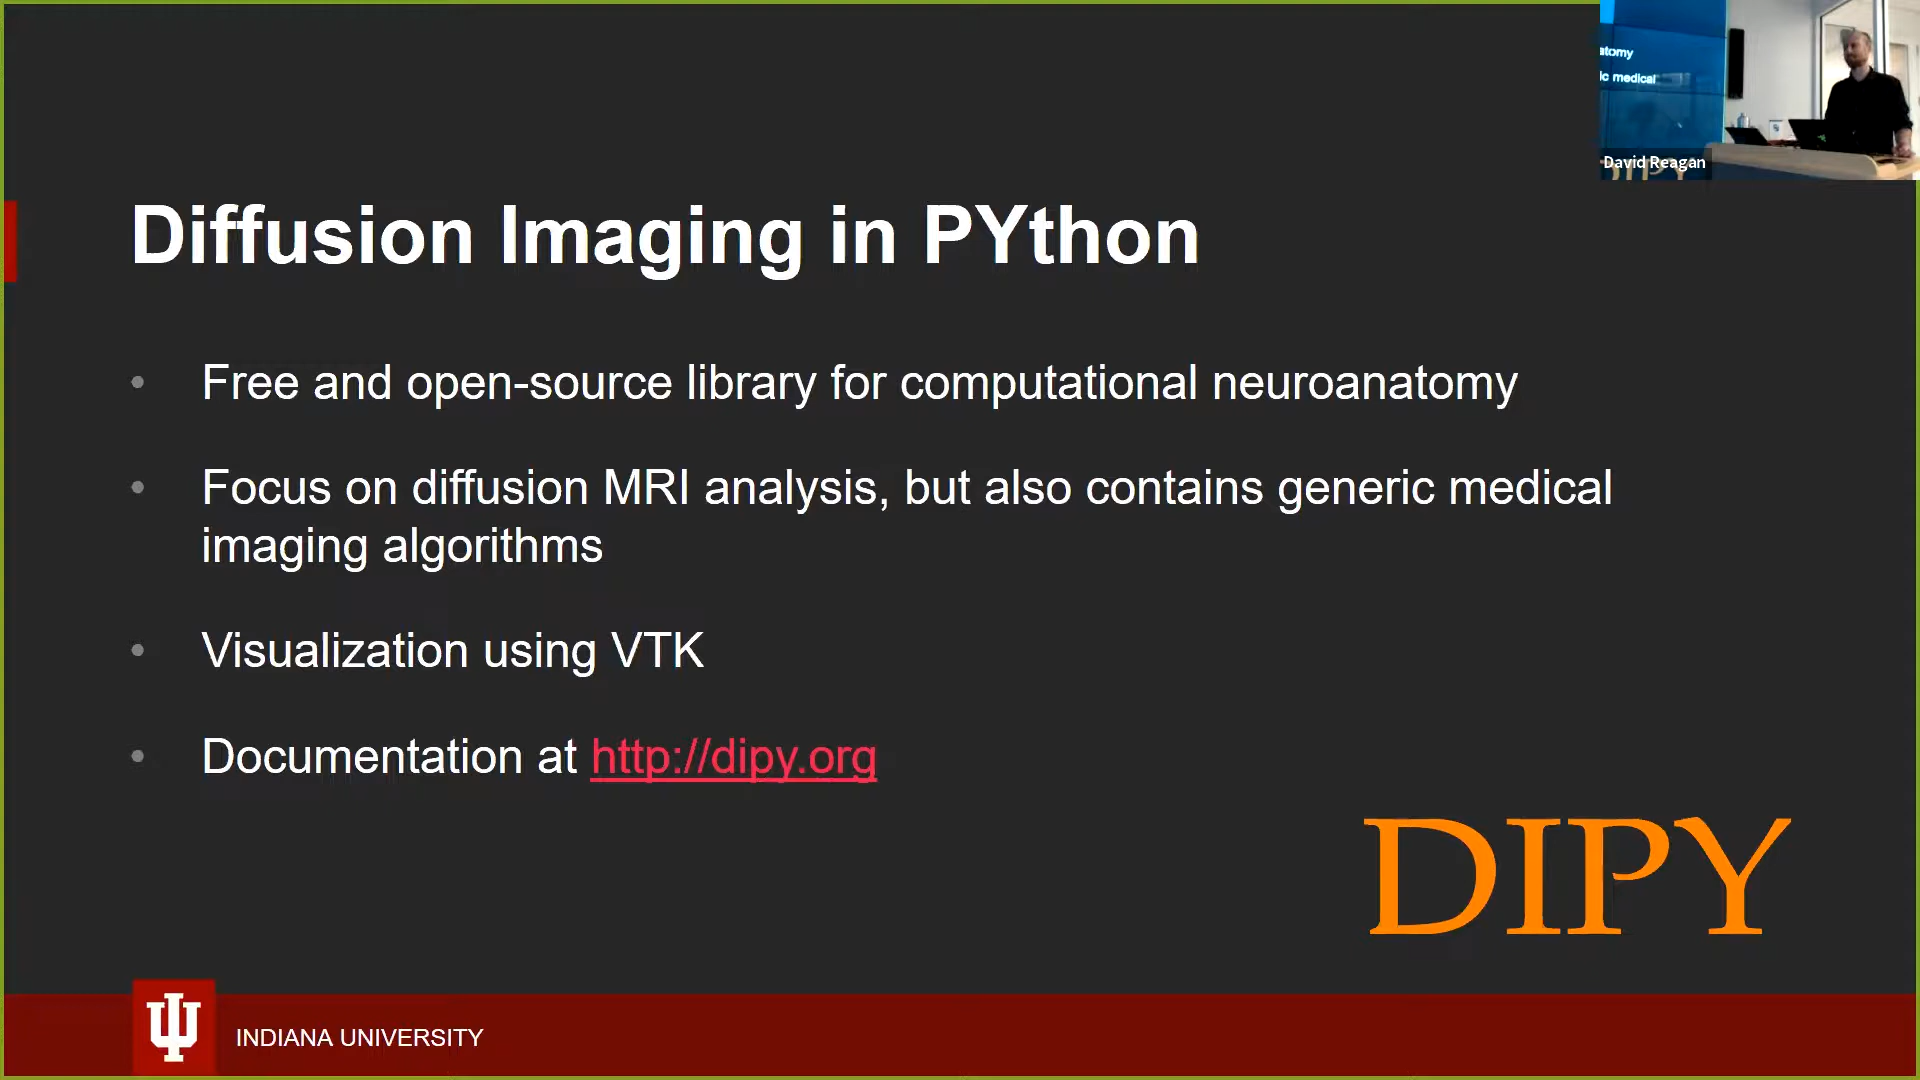 atomy
ic medical
David Reagan
Diffusion Imaging in PYthon
Free and open-source library for computational neuroanatomy
Focus on diffusion MRI analysis, but also contains generic medical
imaging algorithms
Visualization using VTK
Documentation at http://dipy.org
DIPY
INDIANA UNIVERSITY